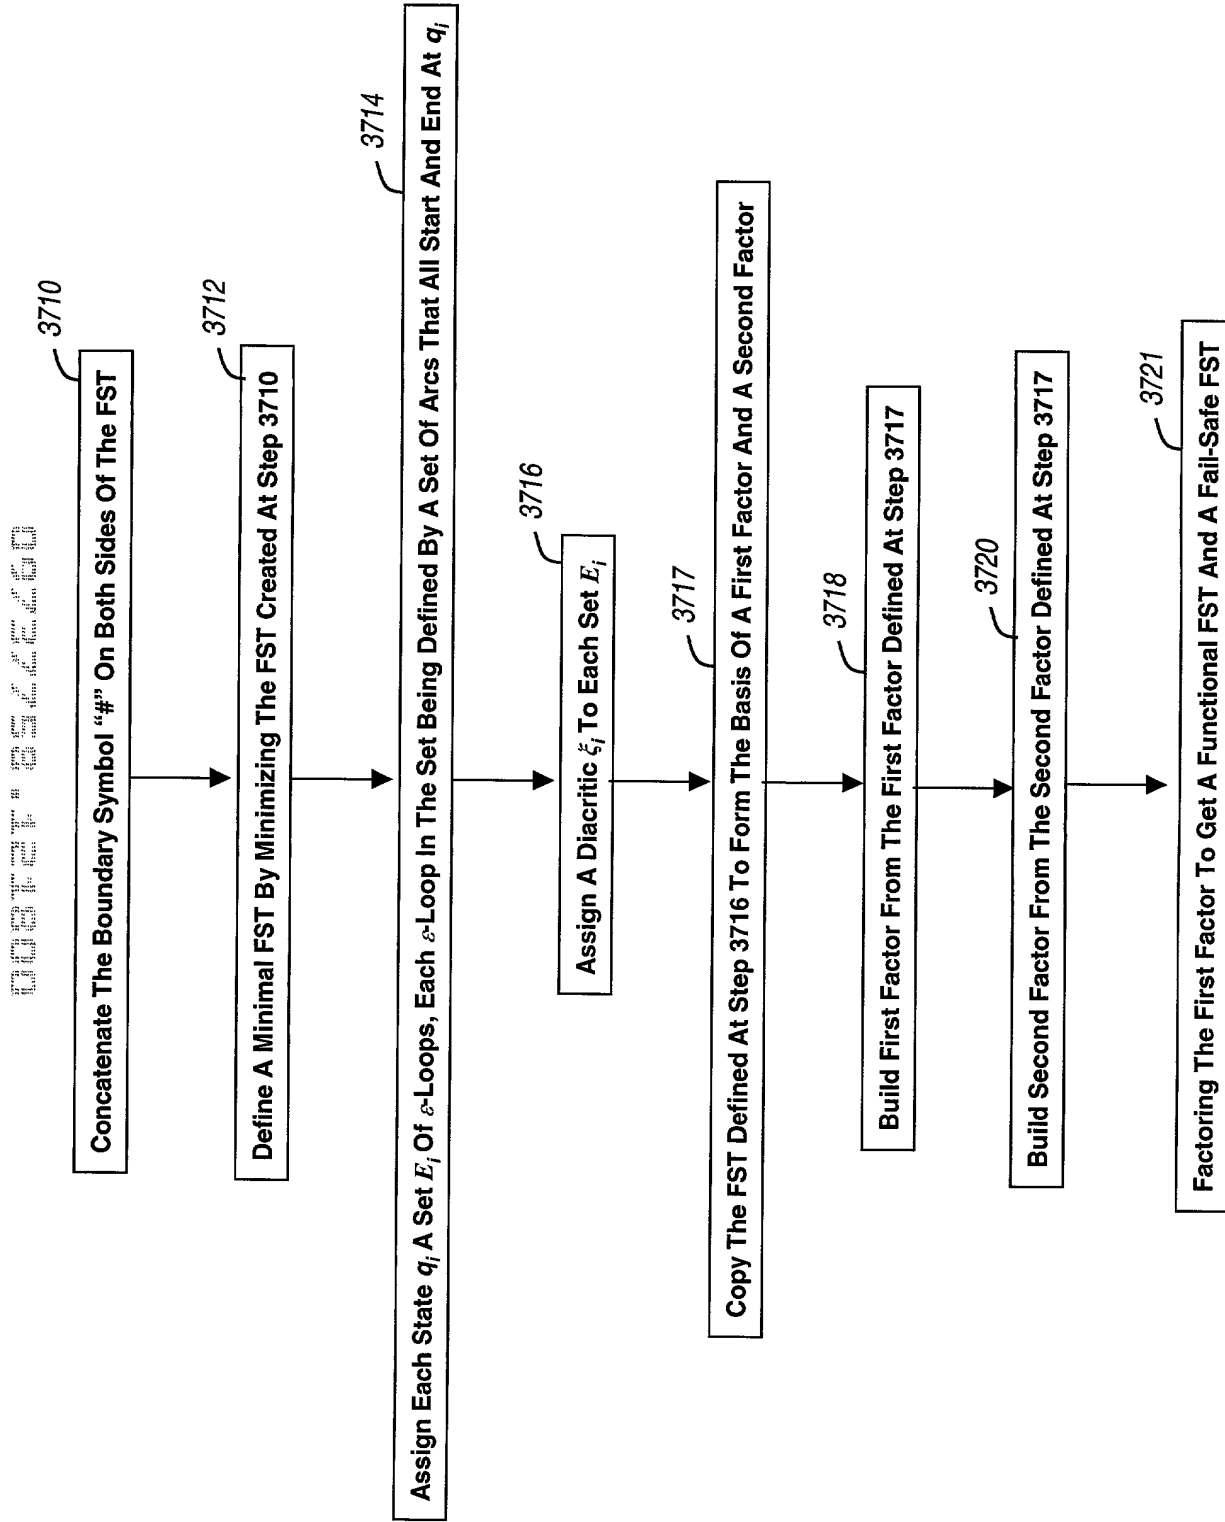 3710
Concatenate The Boundary Symbol “#” On Both Sides Of The FST
3712
Define A Minimal FST By Minimizing The FST Created At Step 3710
3714
Assign Each State qi A Set Ei Of ε-Loops, Each ε-Loop In The Set Being Defined By A Set Of Arcs That All Start And End At qi
3716
Assign A Diacritic ξi To Each Set Ei
3717
Copy The FST Defined At Step 3716 To Form The Basis Of A First Factor And A Second Factor
3718
Build First Factor From The First Factor Defined At Step 3717
3720
Build Second Factor From The Second Factor Defined At Step 3717
3721
Factoring The First Factor To Get A Functional FST And A Fail-Safe FST